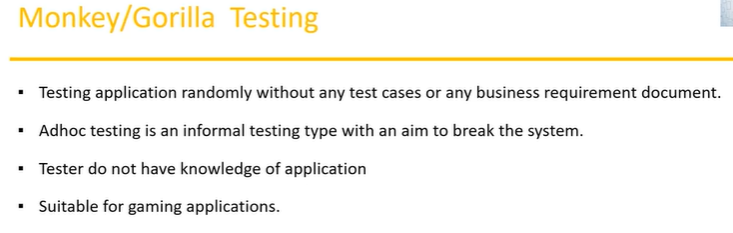 Monkey/Gorilla Testing
▪ Testing application randomly without any test cases or any business requirement document.
▪ Adhoc testing is an informal testing type with an aim to break the system.
▪ Tester do not have knowledge of application
▪ Suitable for gaming applications.